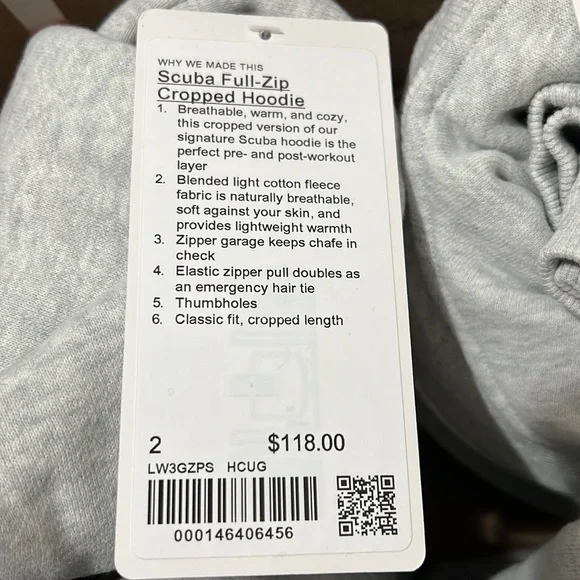 WHY WE MADE THIS
Scuba Full-Zip
Cropped Hoodie
1. Breathable, warm, and cozy,
this cropped version of our
signature Scuba hoodie is the
perfect pre- and post-workout
layer
2. Blended light cotton fleece
fabric is naturally breathable,
soft against your skin, and
provides lightweight warmth
3. Zipper garage keeps chafe in
check
4. Elastic zipper pull doubles as
an emergency hair tie
5. Thumbholes
6. Classic fit, cropped length
2 $118.00
LW3GZPS HCUG
000146406456